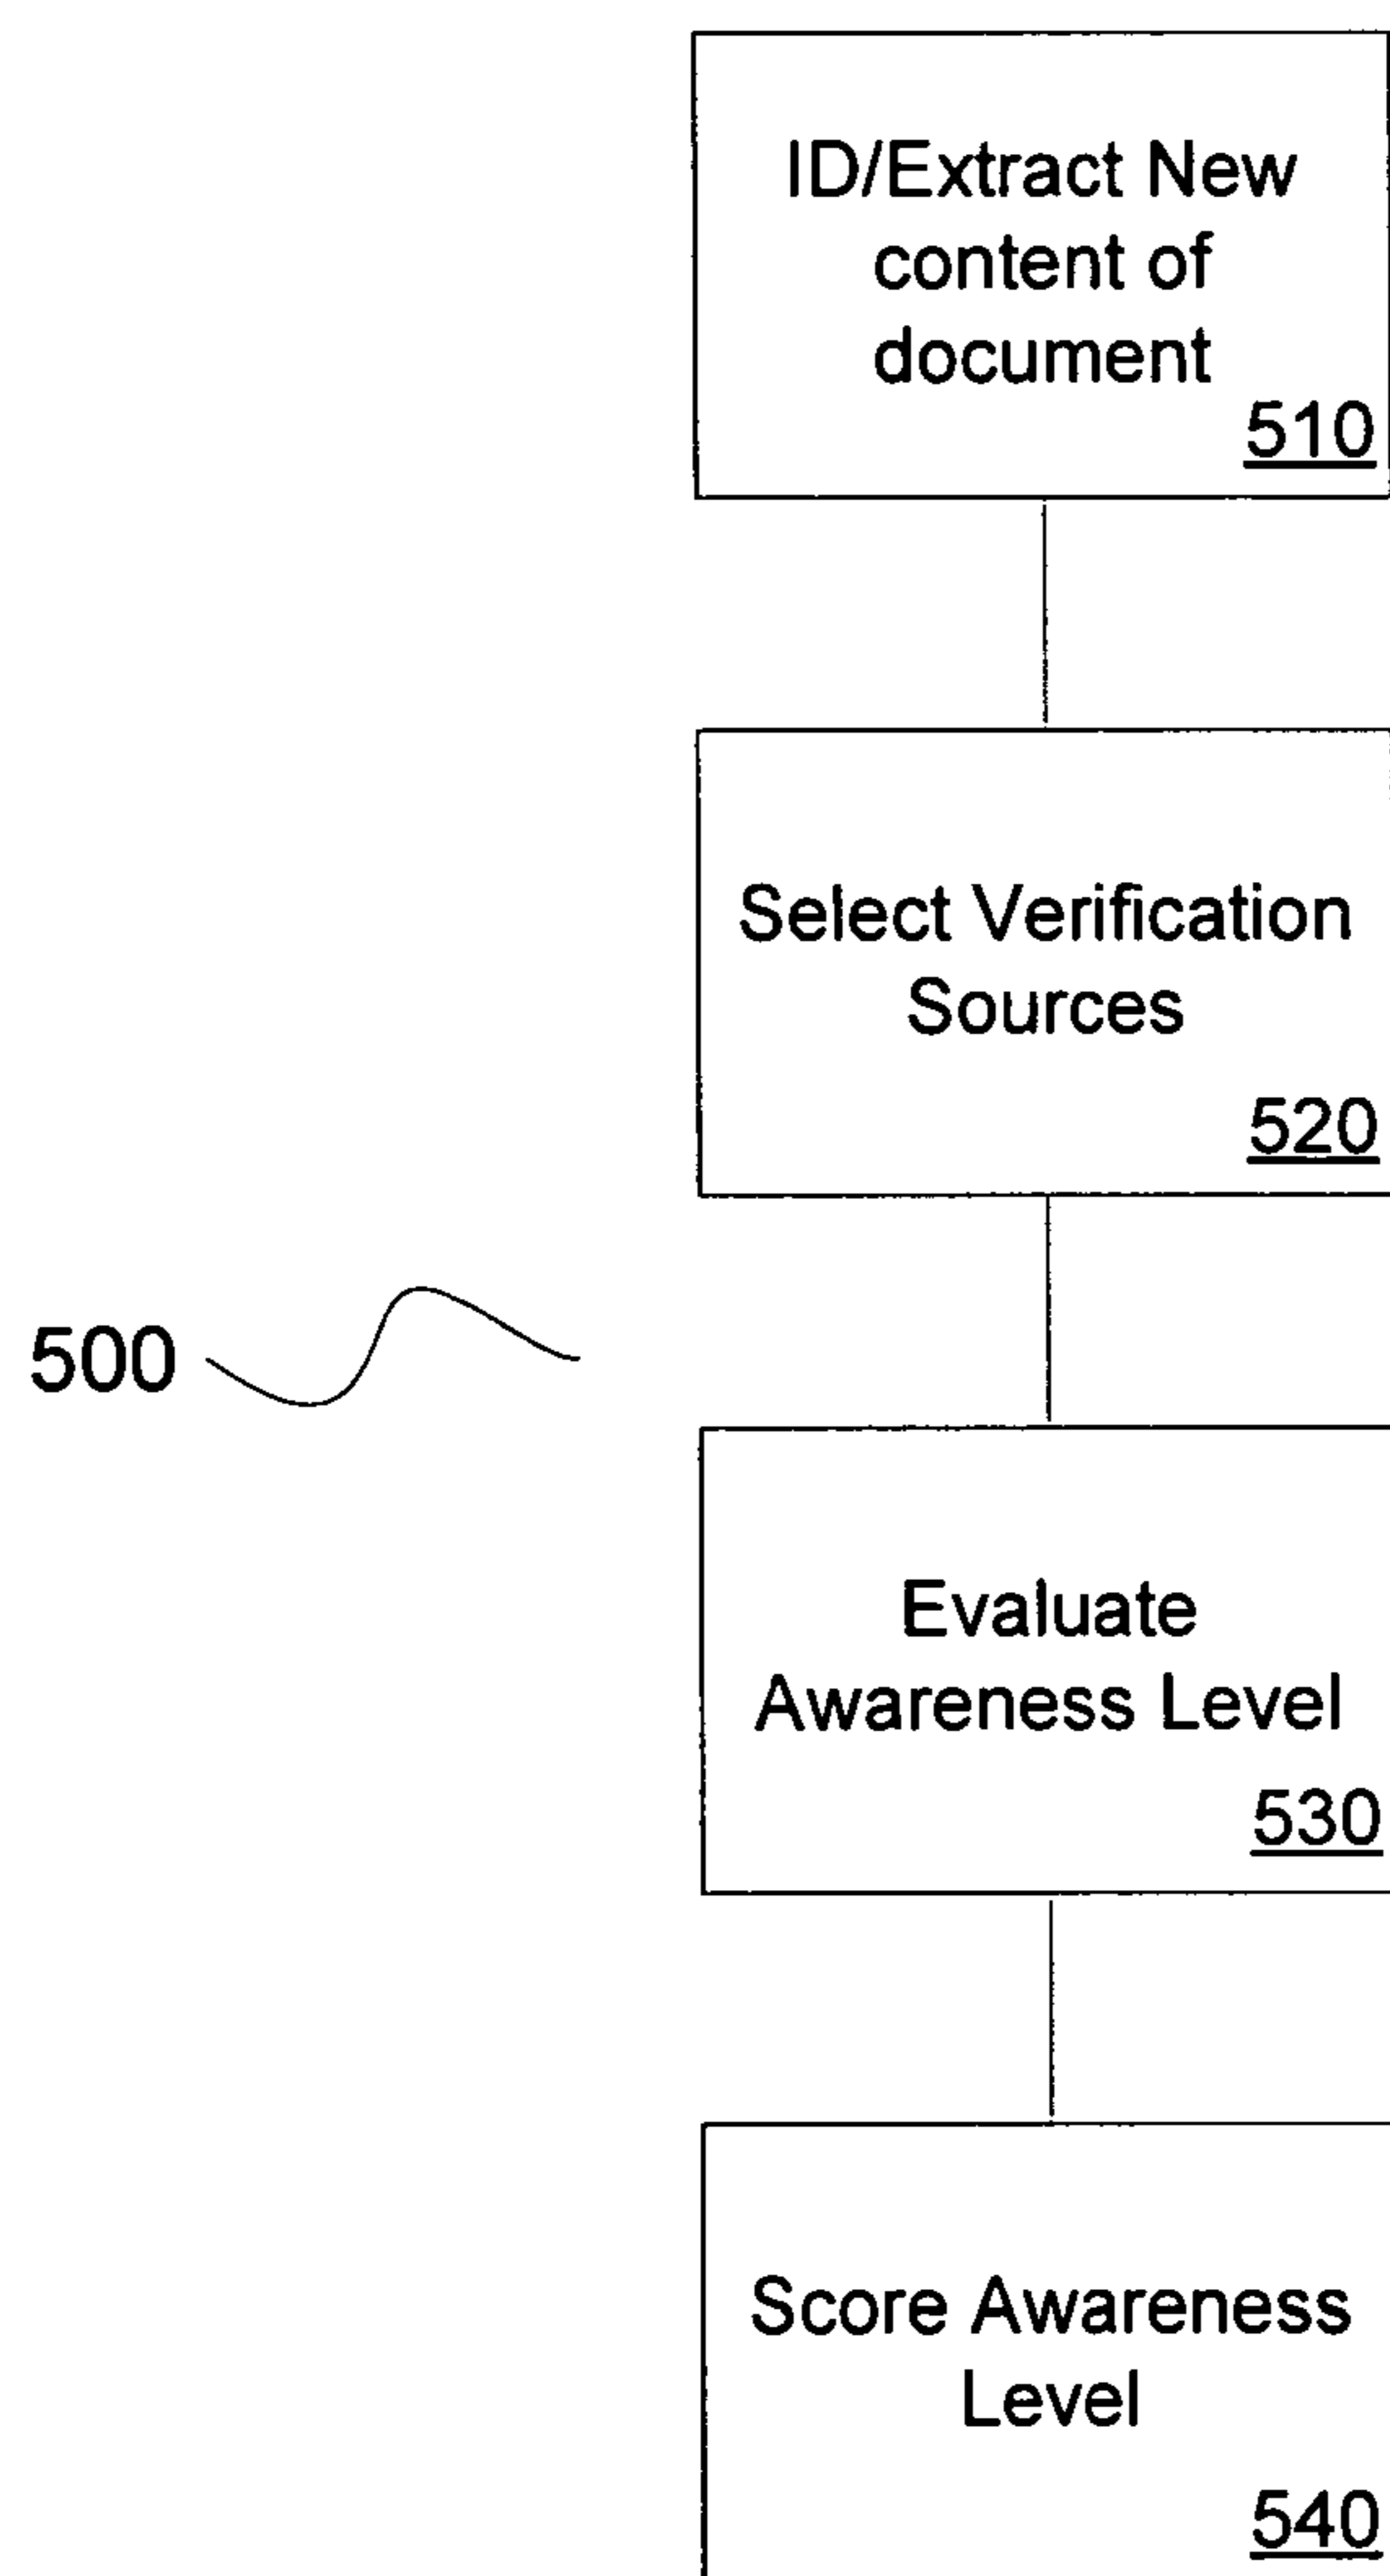 ID/Extract New
content of
document
510
Select Verification
Sources
520
500
Evaluate
Awareness Level
530
Score Awareness
Level
540